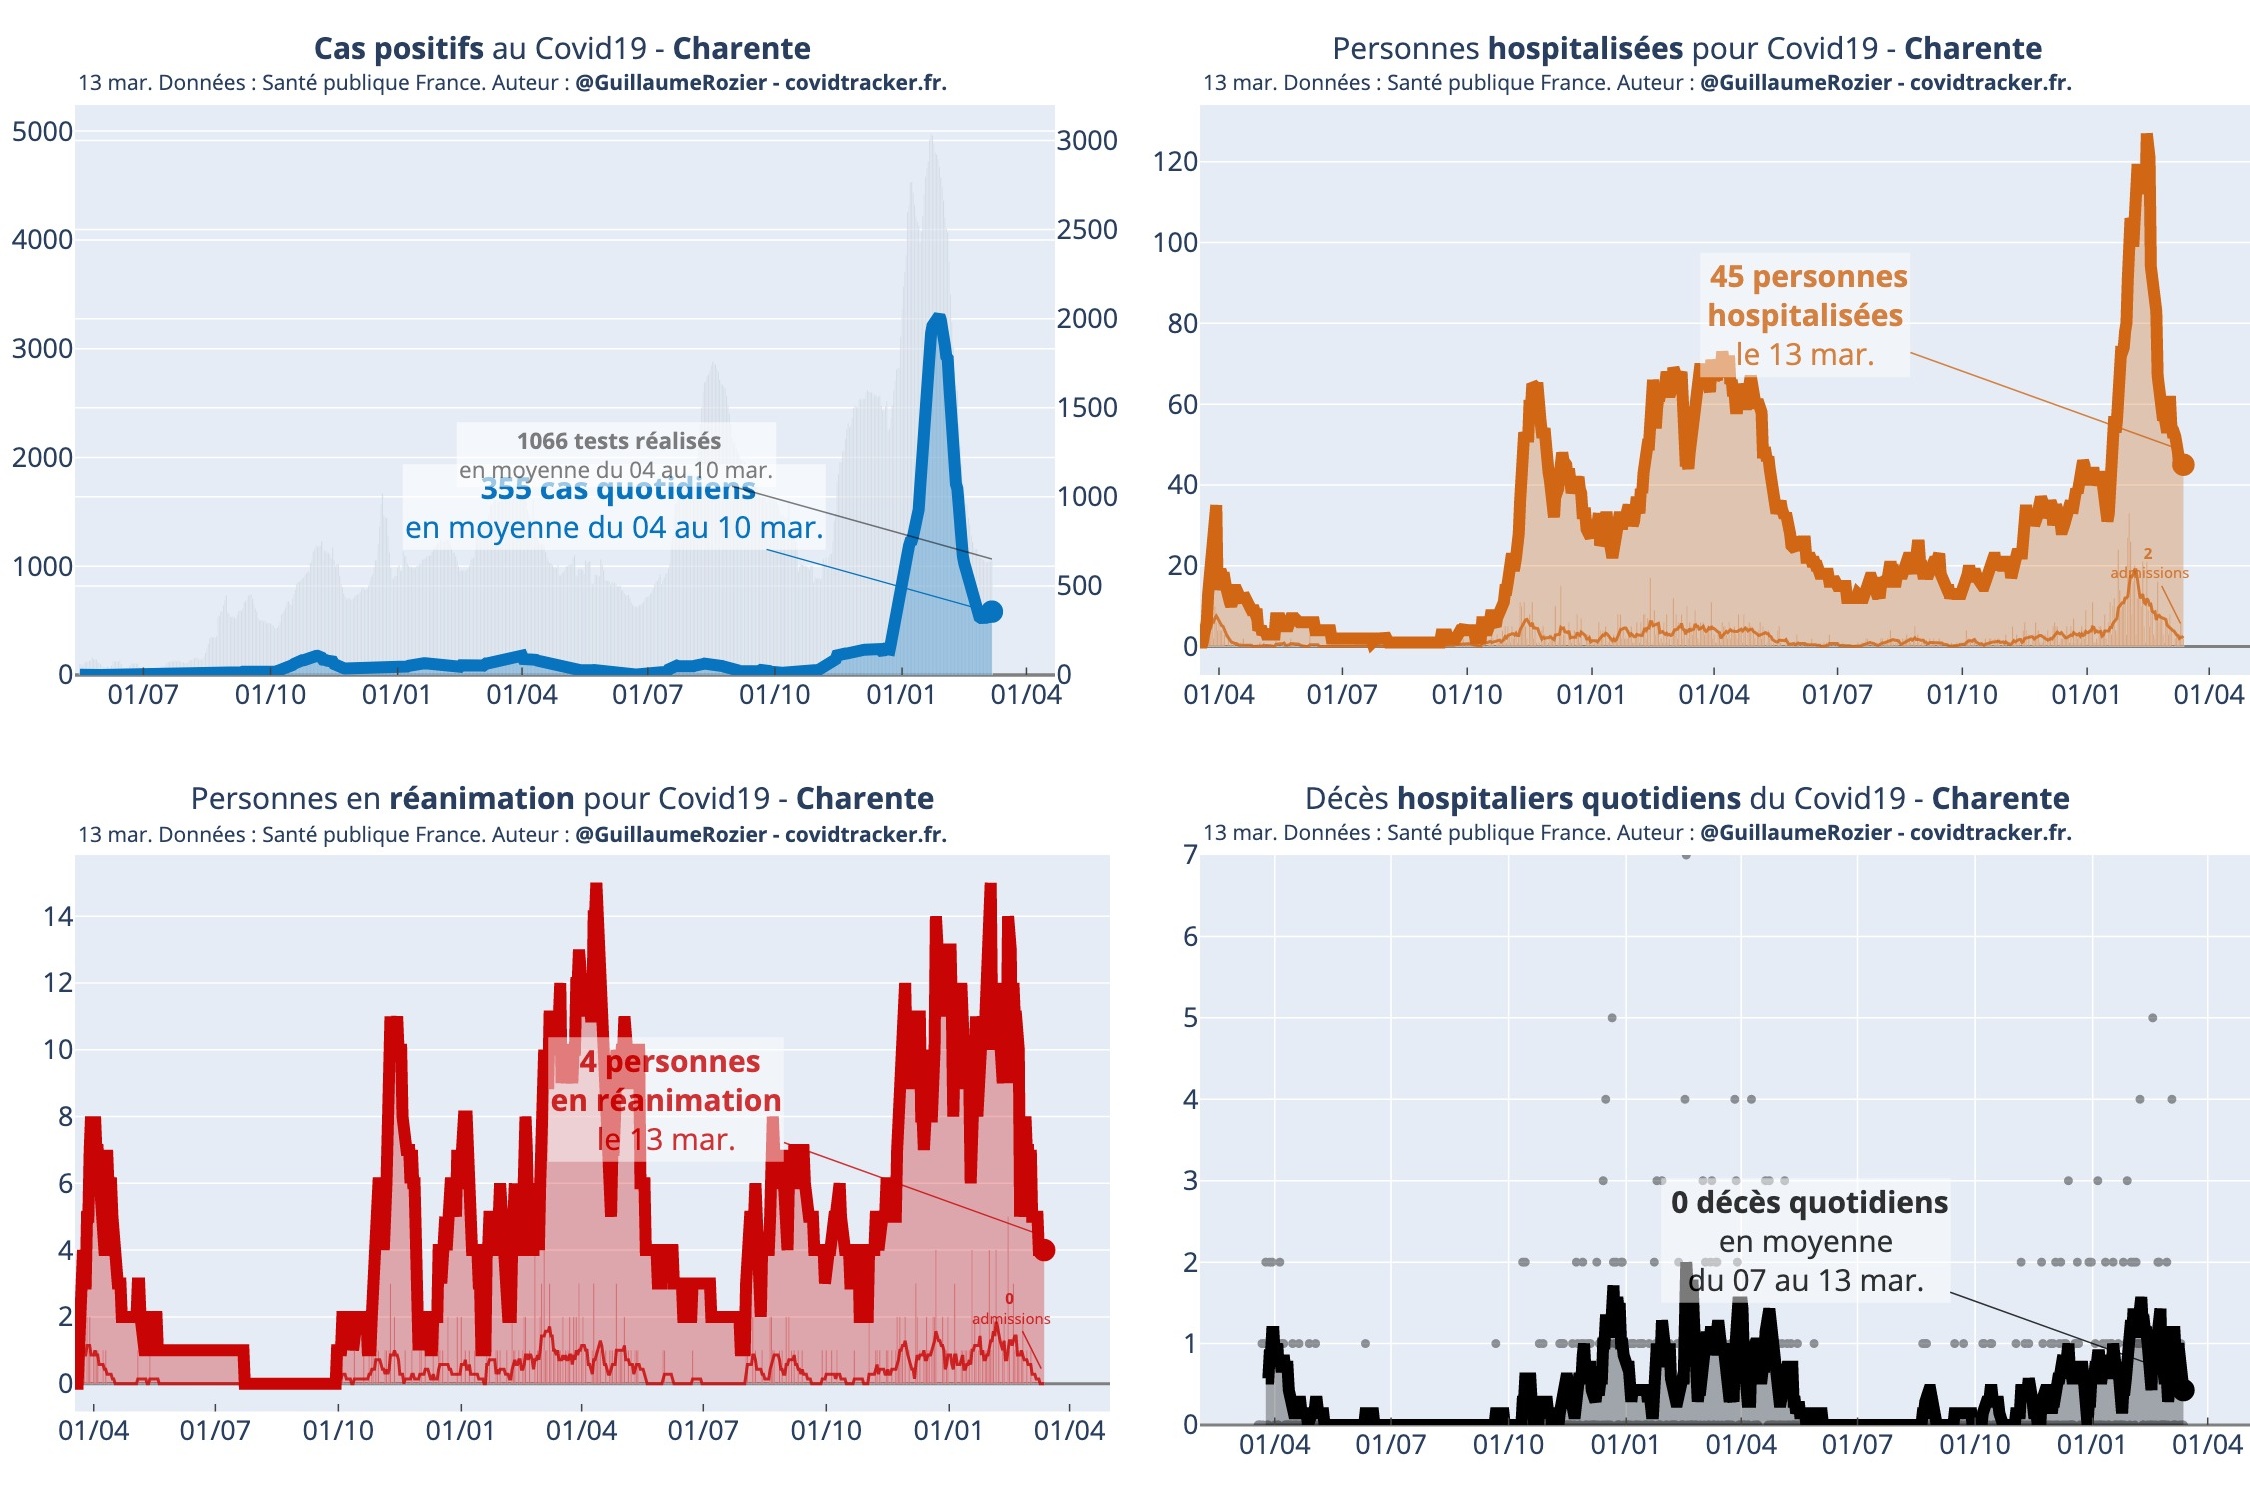 Cas positifs au Covid19 - Charente
13 mar. Données : Santé publique France. Auteur : @GuillaumeRozier - covidtracker.fr.
5000
4000
3000
2000
1000
0
3000
2500
2000
1500
1000
500
0
1066 tests réalisés
en moyenne du 04 au 10 mar.
355 cas quotidiens
en moyenne du 04 au 10 mar.
01/07 01/10 01/01 01/04 01/07 01/10 01/01 01/04
Personnes hospitalisées pour Covid19 - Charente
13 mar. Données : Santé publique France. Auteur : @GuillaumeRozier - covidtracker.fr.
120
100
80
60
40
20
0
45 personnes
hospitalisées
le 13 mar.
2
admissions
01/04 01/07 01/10 01/01 01/04 01/07 01/10 01/01 01/04
Personnes en réanimation pour Covid19 - Charente
13 mar. Données : Santé publique France. Auteur : @GuillaumeRozier - covidtracker.fr.
14
12
10
8
6
4
2
0
4 personnes
en réanimation
le 13 mar.
0
admissions
01/04 01/07 01/10 01/01 01/04 01/07 01/10 01/01 01/04
Décès hospitaliers quotidiens du Covid19 - Charente
13 mar. Données : Santé publique France. Auteur : @GuillaumeRozier - covidtracker.fr.
7
6
5
4
3
2
1
0
0 décès quotidiens
en moyenne
du 07 au 13 mar.
01/04 01/07 01/10 01/01 01/04 01/07 01/10 01/01 01/04